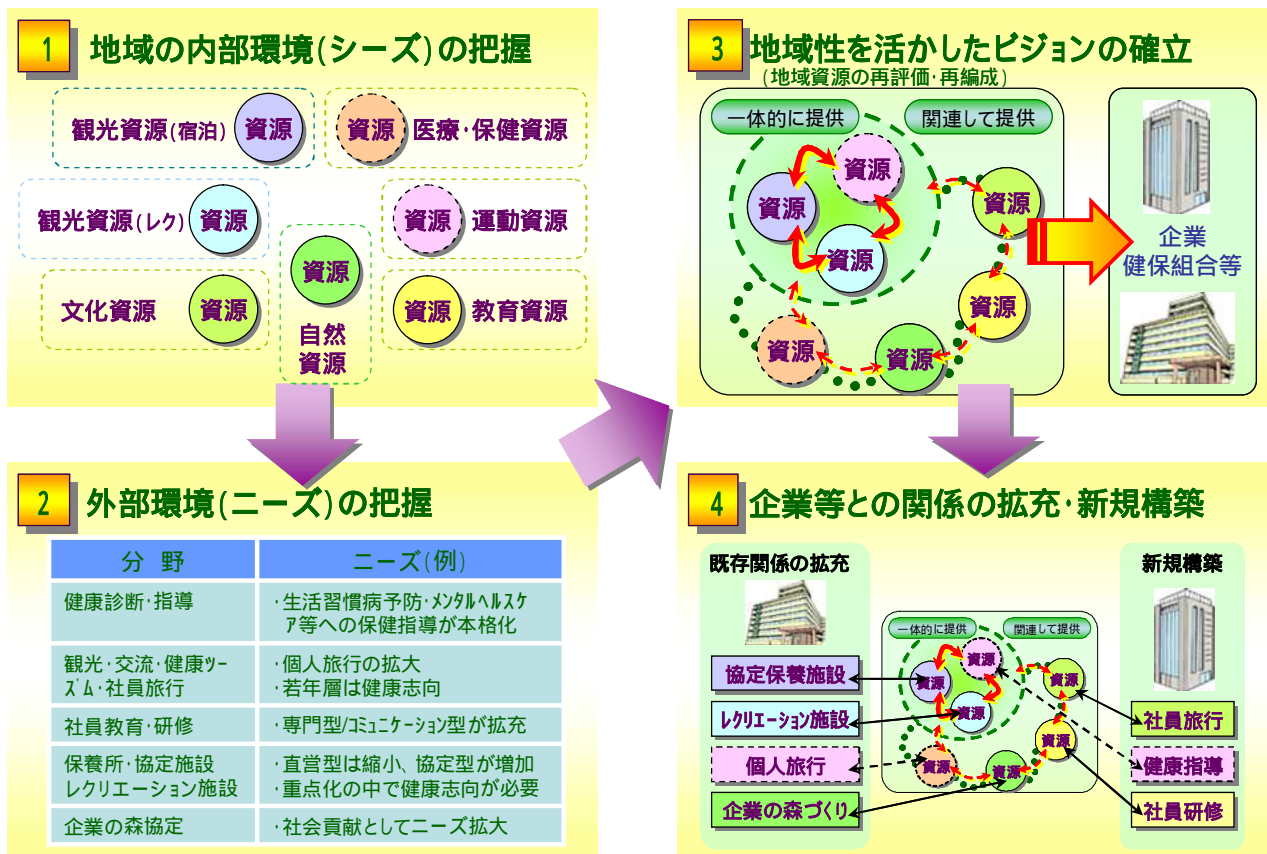 1
地域の内部環境(シーズ)の把握
観光資源(宿泊)
資源
資源
医療・保健資源
観光資源(レク)
資源
資源
運動資源
資源
文化資源
資源
資源
教育資源
自然
資源
2
外部環境(ニーズ)の把握
分 野
ニーズ(例)
健康診断・指導
・生活習慣病予防・メンタルヘルスケ
ア等への保健指導が本格化
観光・交流・健康ツー
ズム・社員旅行
・個人旅行の拡大
・若年層は健康志向
社員教育・研修
・専門型/コミュニケーション型が拡充
保養所・協定施設
レクリエーション施設
・直営型は縮小、協定型が増加
・重点化の中で健康志向が必要
企業の森協定
・社会貢献としてニーズ拡大
3
地域性を活かしたビジョンの確立
(地域資源の再評価・再編成)
一体的に提供
関連して提供
資源
資源
資源
資源
資源
資源
資源
企業
健保組合等
4
企業等との関係の拡充・新規構築
既存関係の拡充
新規構築
一体的に提供
関連して提供
資源
資源
資源
資源
資源
資源
資源
協定保養施設
レクリエーション施設
個人旅行
企業の森づくり
社員旅行
健康指導
社員研修